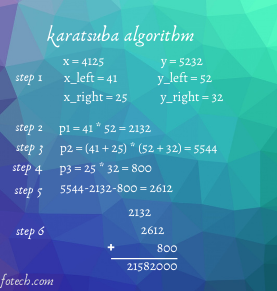 karatsuba algorithm
x = 4125 y = 5232
step 1 x_left = 41 y_left = 52
x_right = 25 y_right = 32
step 2 p1 = 41 * 52 = 2132
step 3 p2 = (41 + 25) * (52 + 32) = 5544
step 4 p3 = 25 * 32 = 800
step 5 5544-2132-800 = 2612
2132
step 6 2612
+ 800
21582000
fotech.com